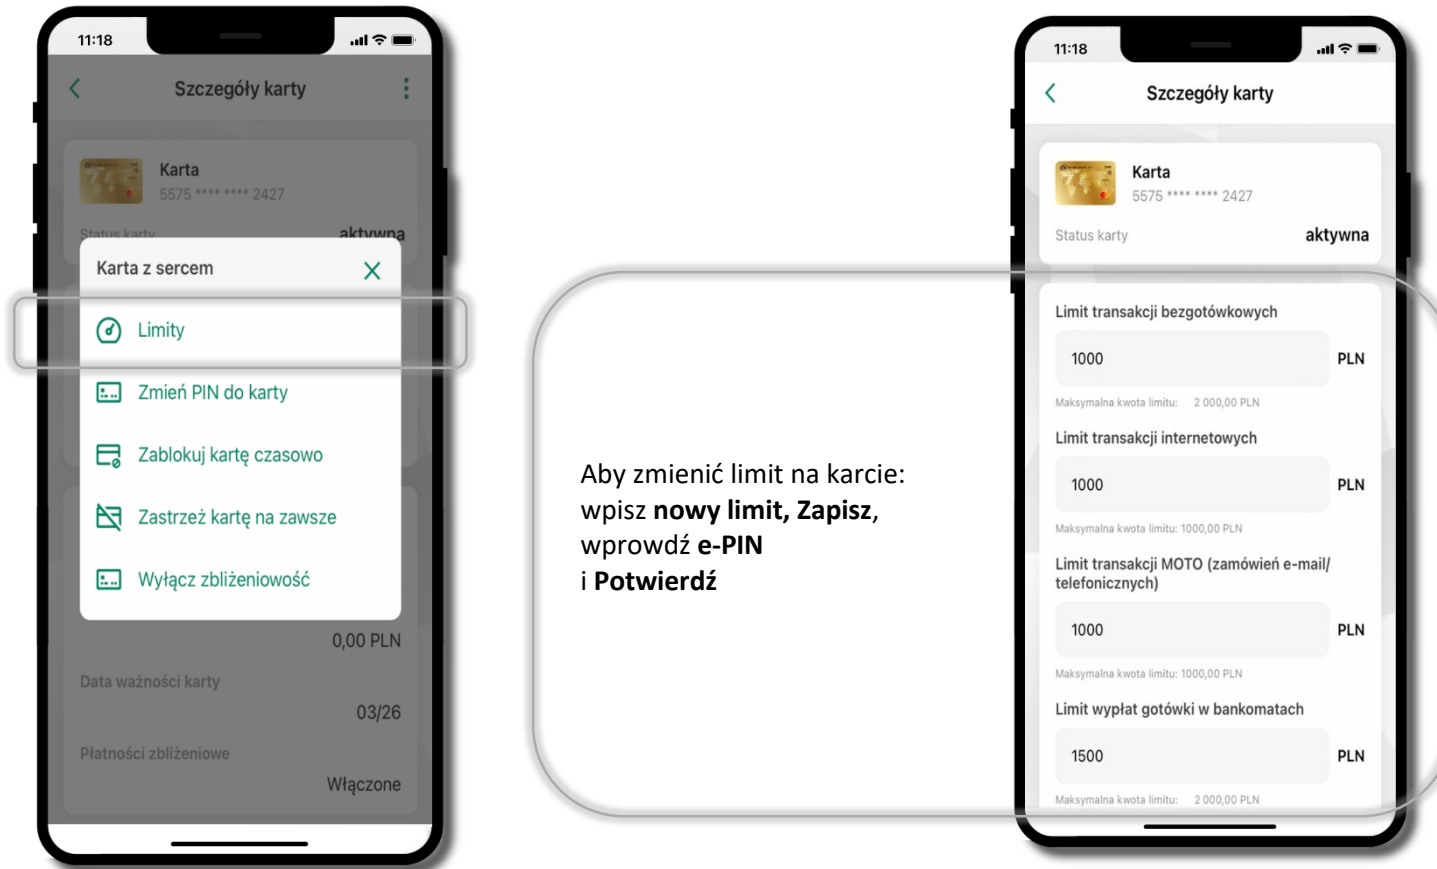 11:18
Szczegóły karty
Karta
5575 **** **** 2427
Status karty
aktywna
Karta z sercem
Limity
Zmień PIN do karty
Zablokuj kartę czasowo
Zastrzeż kartę na zawsze
Wyłącz zbliżeniowość
0,00 PLN
Data ważności karty
03/26
Płatności zbliżeniowe
Włączone
Aby zmienić limit na karcie:
wpisz nowy limit, Zapisz,
wprowdź e-PIN
i Potwierdź
11:18
Szczegóły karty
Karta
5575 **** **** 2427
Status karty
aktywna
Limit transakcji bezgotówkowych
1000 PLN
Maksymalna kwota limitu: 2 000,00 PLN
Limit transakcji internetowych
1000 PLN
Maksymalna kwota limitu: 1000,00 PLN
Limit transakcji MOTO (zamówień e-mail/
telefonicznych)
1000 PLN
Maksymalna kwota limitu: 1000,00 PLN
Limit wypłat gotówki w bankomatach
1500 PLN
Maksymalna kwota limitu: 2 000,00 PLN